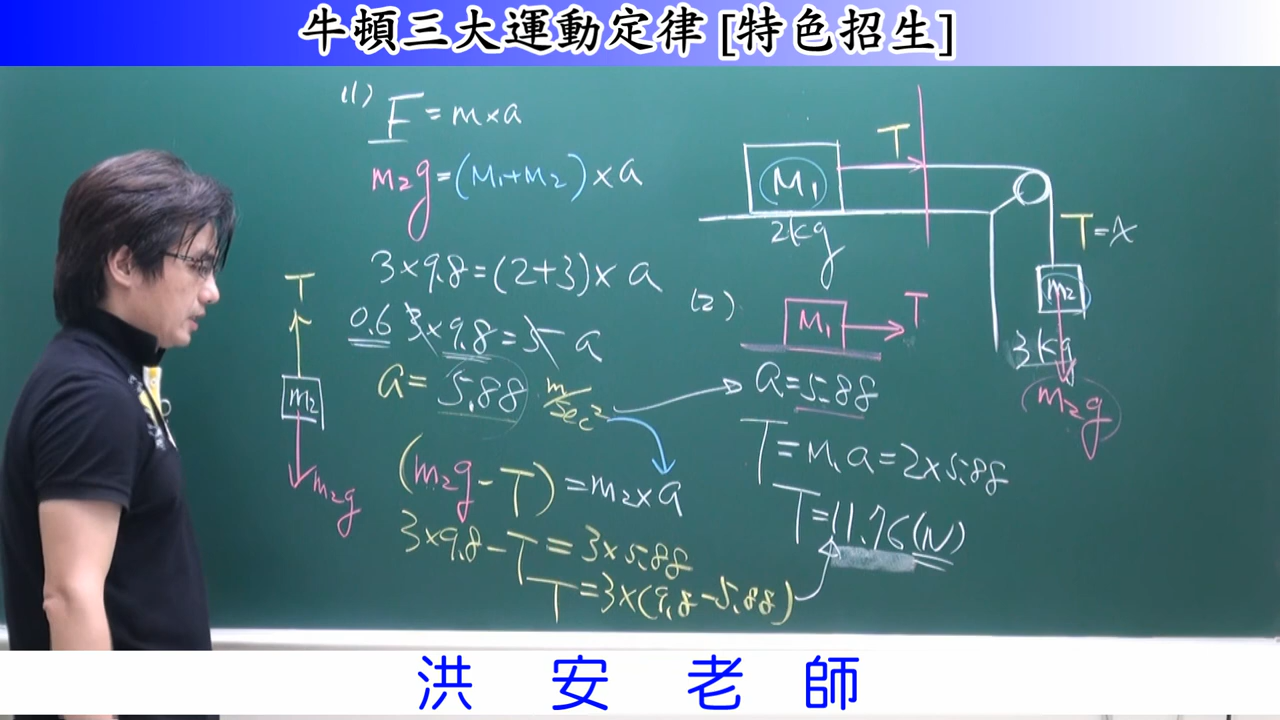 牛頓三大運動定律 [特色招生]
(1) F = m×a
m₂g = (M₁+M₂) × a
3×9.8 = (2+3) × a
0.6 3×9.8 = 5 a
a = 5.88 m/sec²
(m₂g - T) = m₂×a
3×9.8 - T = 3×5.88
T = 3×(9.8-5.88)
T
m₂
m₂g
T
M₁
2kg
T=x
m₂
3kg
m₂g
(2)
M₁
T
a = 5.88
T = M₁a = 2×5.88
T = 11.76 (N)
洪 安 老 師